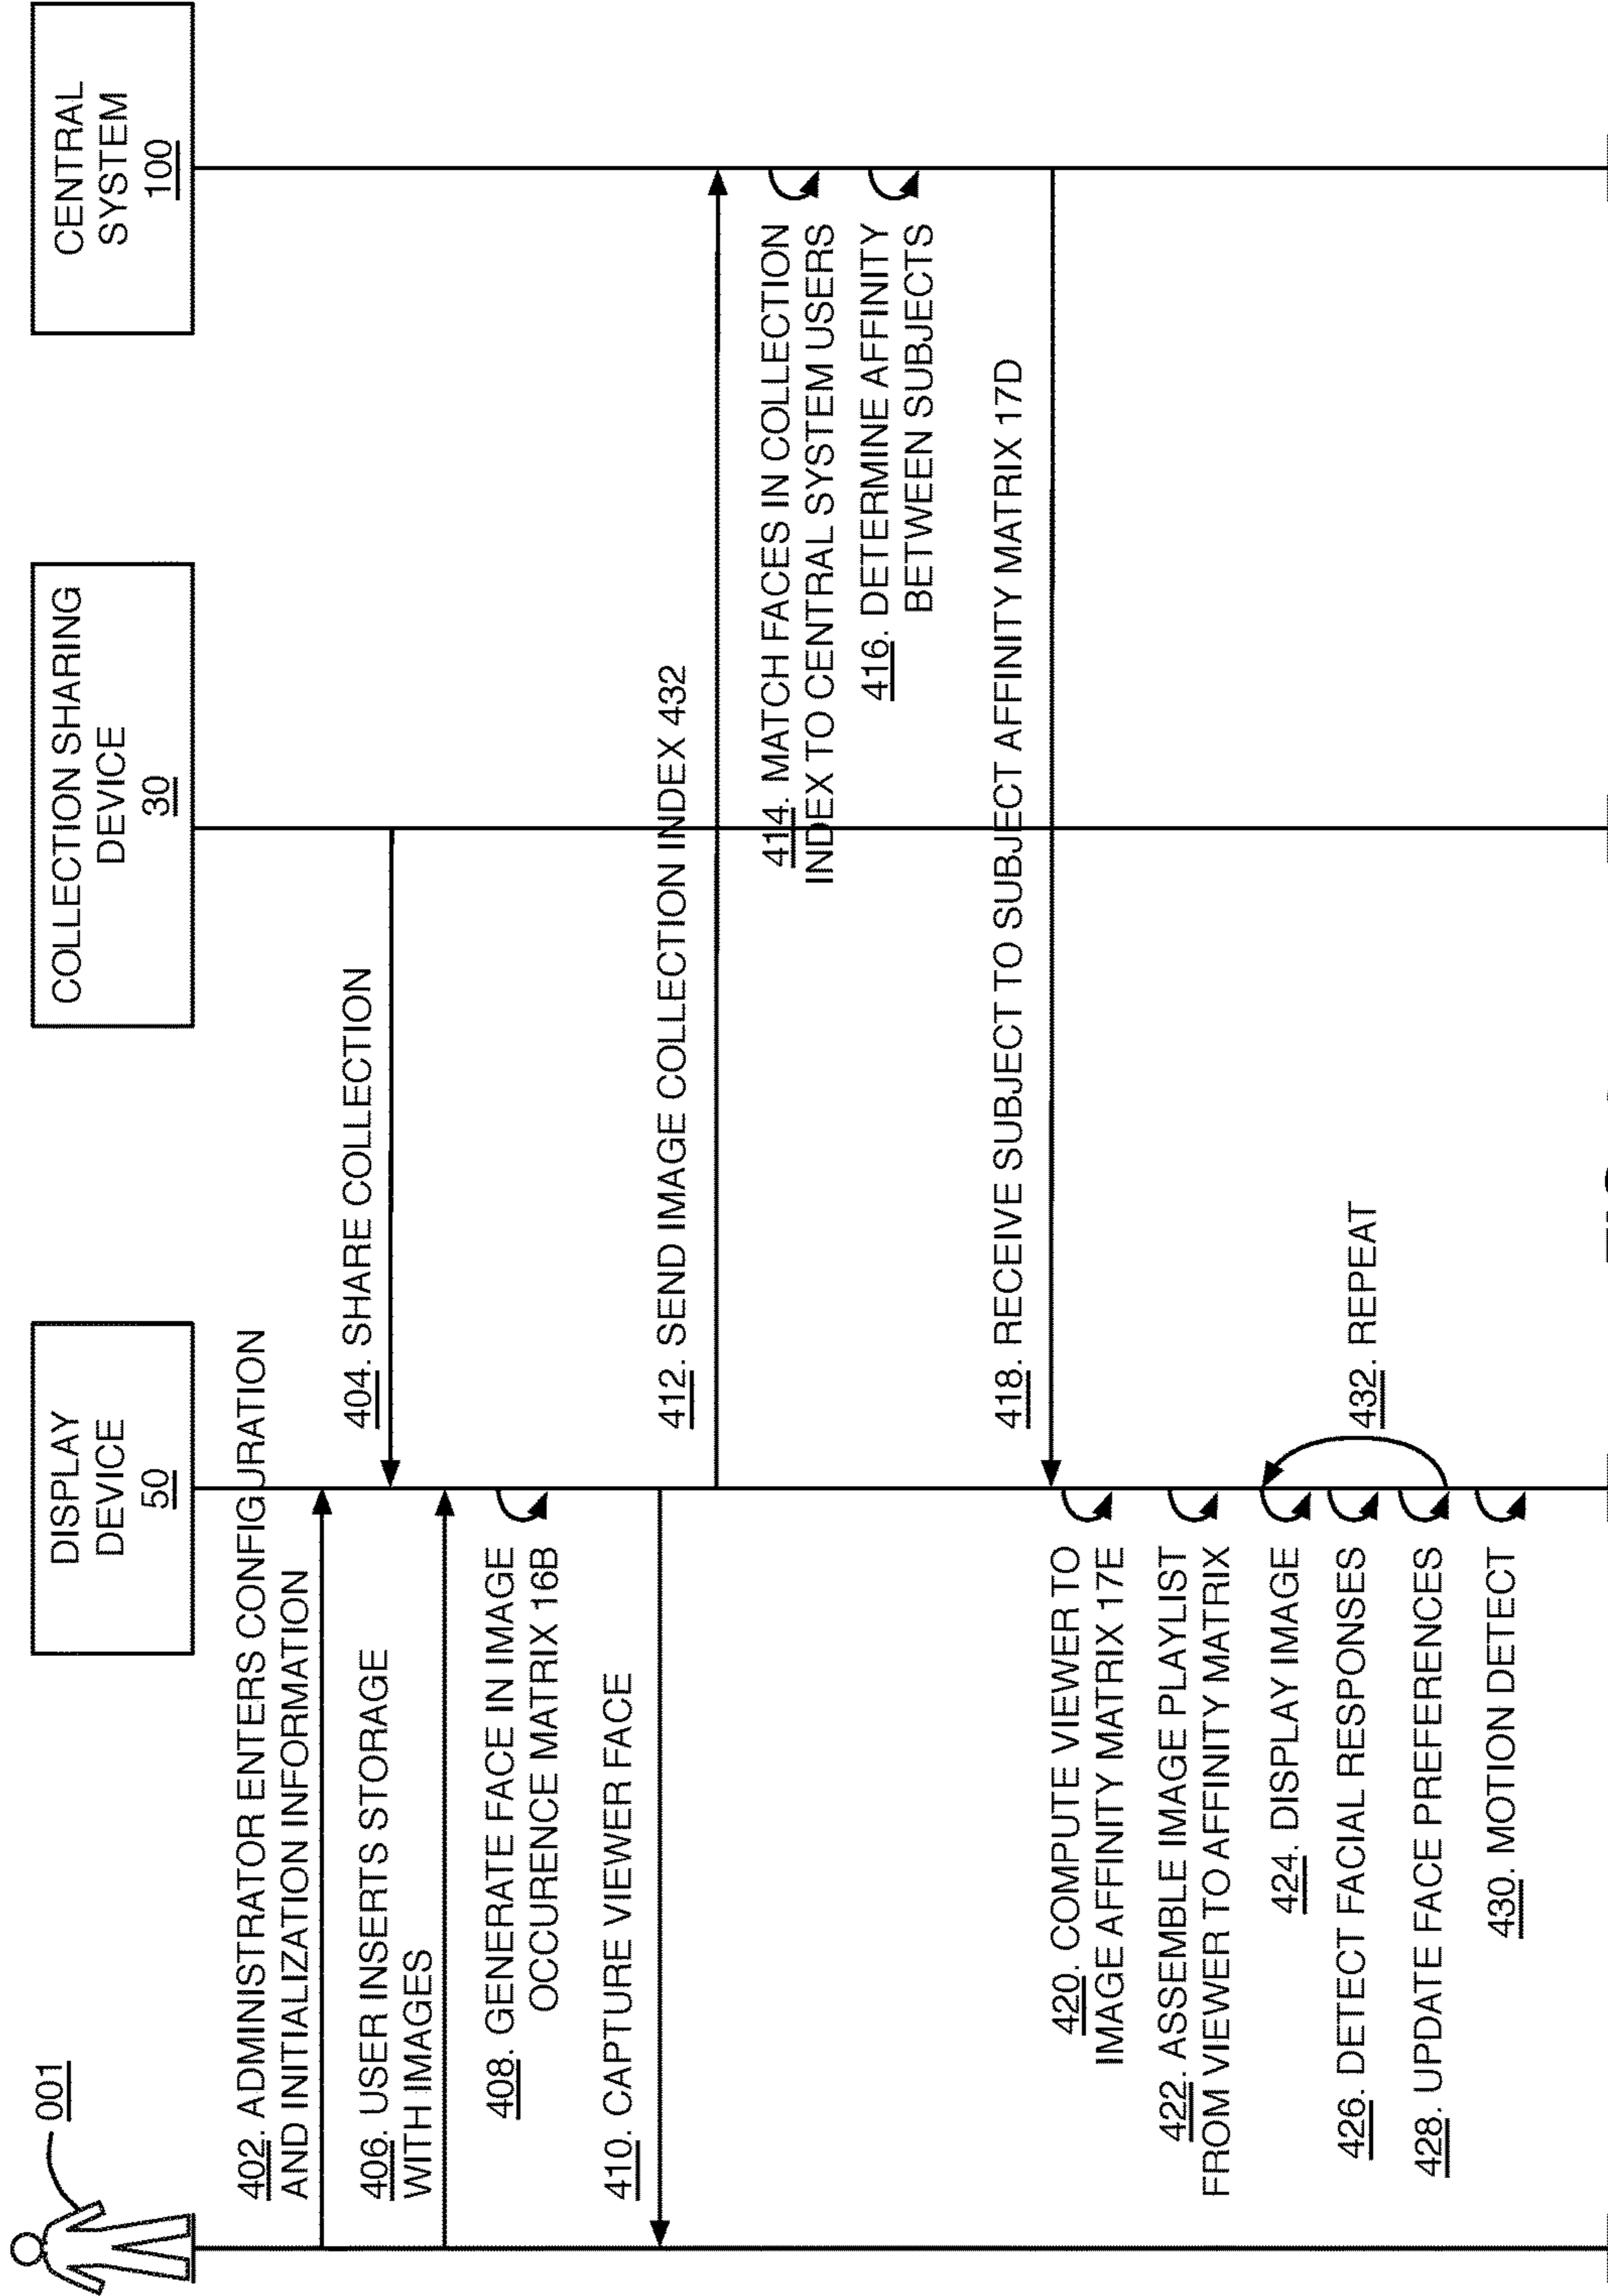 001
DISPLAY
DEVICE
50
COLLECTION SHARING
DEVICE
30
CENTRAL
SYSTEM
100
402. ADMINISTRATOR ENTERS CONFIGURATION
AND INITIALIZATION INFORMATION
404. SHARE COLLECTION
406. USER INSERTS STORAGE
WITH IMAGES
408. GENERATE FACE IN IMAGE
OCCURENCE MATRIX 16B
410. CAPTURE VIEWER FACE
412. SEND IMAGE COLLECTION INDEX 432
414. MATCH FACES IN COLLECTION
INDEX TO CENTRAL SYSTEM USERS
416. DETERMINE AFFINITY
BETWEEN SUBJECTS
418. RECEIVE SUBJECT TO SUBJECT AFFINITY MATRIX 17D
420. COMPUTE VIEWER TO
IMAGE AFFINITY MATRIX 17E
422. ASSEMBLE IMAGE PLAYLIST
FROM VIEWER TO AFFINITY MATRIX
424. DISPLAY IMAGE
426. DETECT FACIAL RESPONSES
428. UPDATE FACE PREFERENCES
432. REPEAT
430. MOTION DETECT